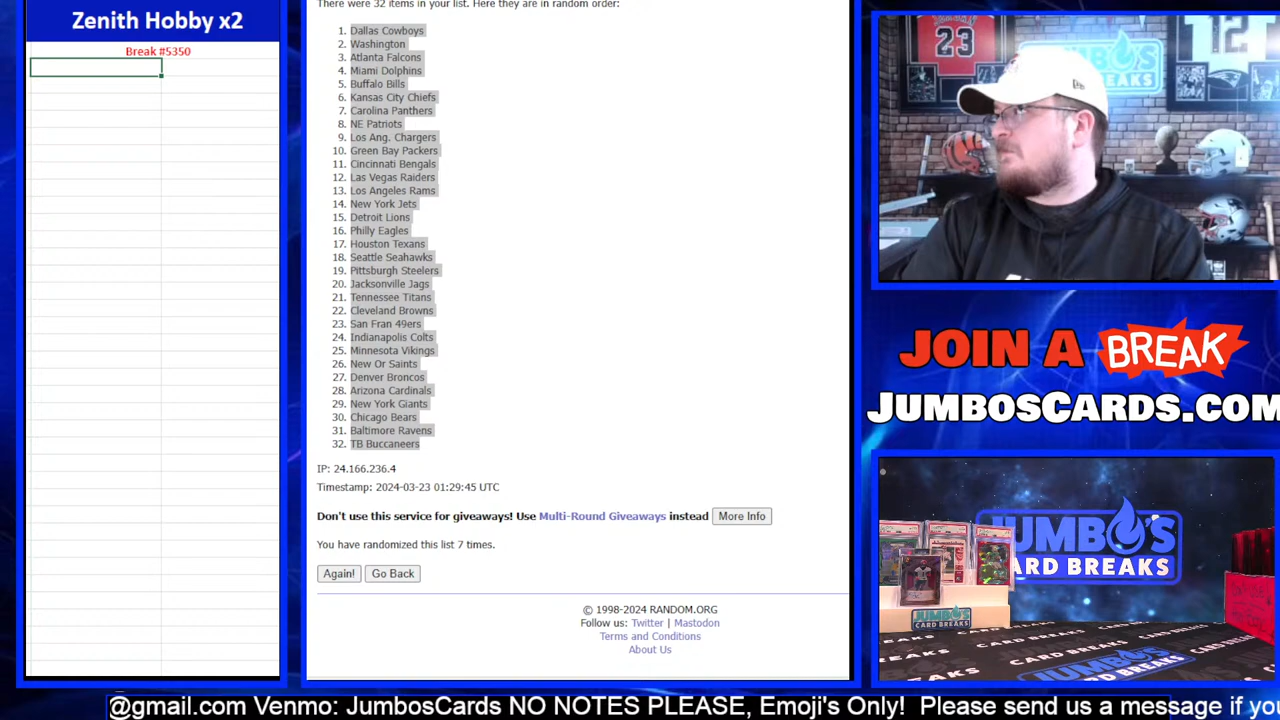 Zenith Hobby x2
Break #5350
There were 32 items in your list. Here they are in random order:
1. Dallas Cowboys
2. Washington
3. Atlanta Falcons
4. Miami Dolphins
5. Buffalo Bills
6. Kansas City Chiefs
7. Carolina Panthers
8. NE Patriots
9. Los Ang. Chargers
10. Green Bay Packers
11. Cincinnati Bengals
12. Las Vegas Raiders
13. Los Angeles Rams
14. New York Jets
15. Detroit Lions
16. Philly Eagles
17. Houston Texans
18. Seattle Seahawks
19. Pittsburgh Steelers
20. Jacksonville Jags
21. Tennessee Titans
22. Cleveland Browns
23. San Fran 49ers
24. Indianapolis Colts
25. Minnesota Vikings
26. New Or Saints
27. Denver Broncos
28. Arizona Cardinals
29. New York Giants
30. Chicago Bears
31. Baltimore Ravens
32. TB Buccaneers
IP: 24.166.236.4
Timestamp: 2024-03-23 01:29:45 UTC
Don't use this service for giveaways! Use Multi-Round Giveaways instead More Info
You have randomized this list 7 times.
Again! Go Back
© 1998-2024 RANDOM.ORG
Follow us: Twitter | Mastodon
Terms and Conditions
About Us
JORDAN
23
12
JOIN A BREAK
JUMBOSCARDS.COM
JUMBO'S
CARD BREAKS
JUMBO'S
CARD BREAKS
@gmail.com Venmo: JumbosCards NO NOTES PLEASE, Emoji's Only! Please send us a message if you